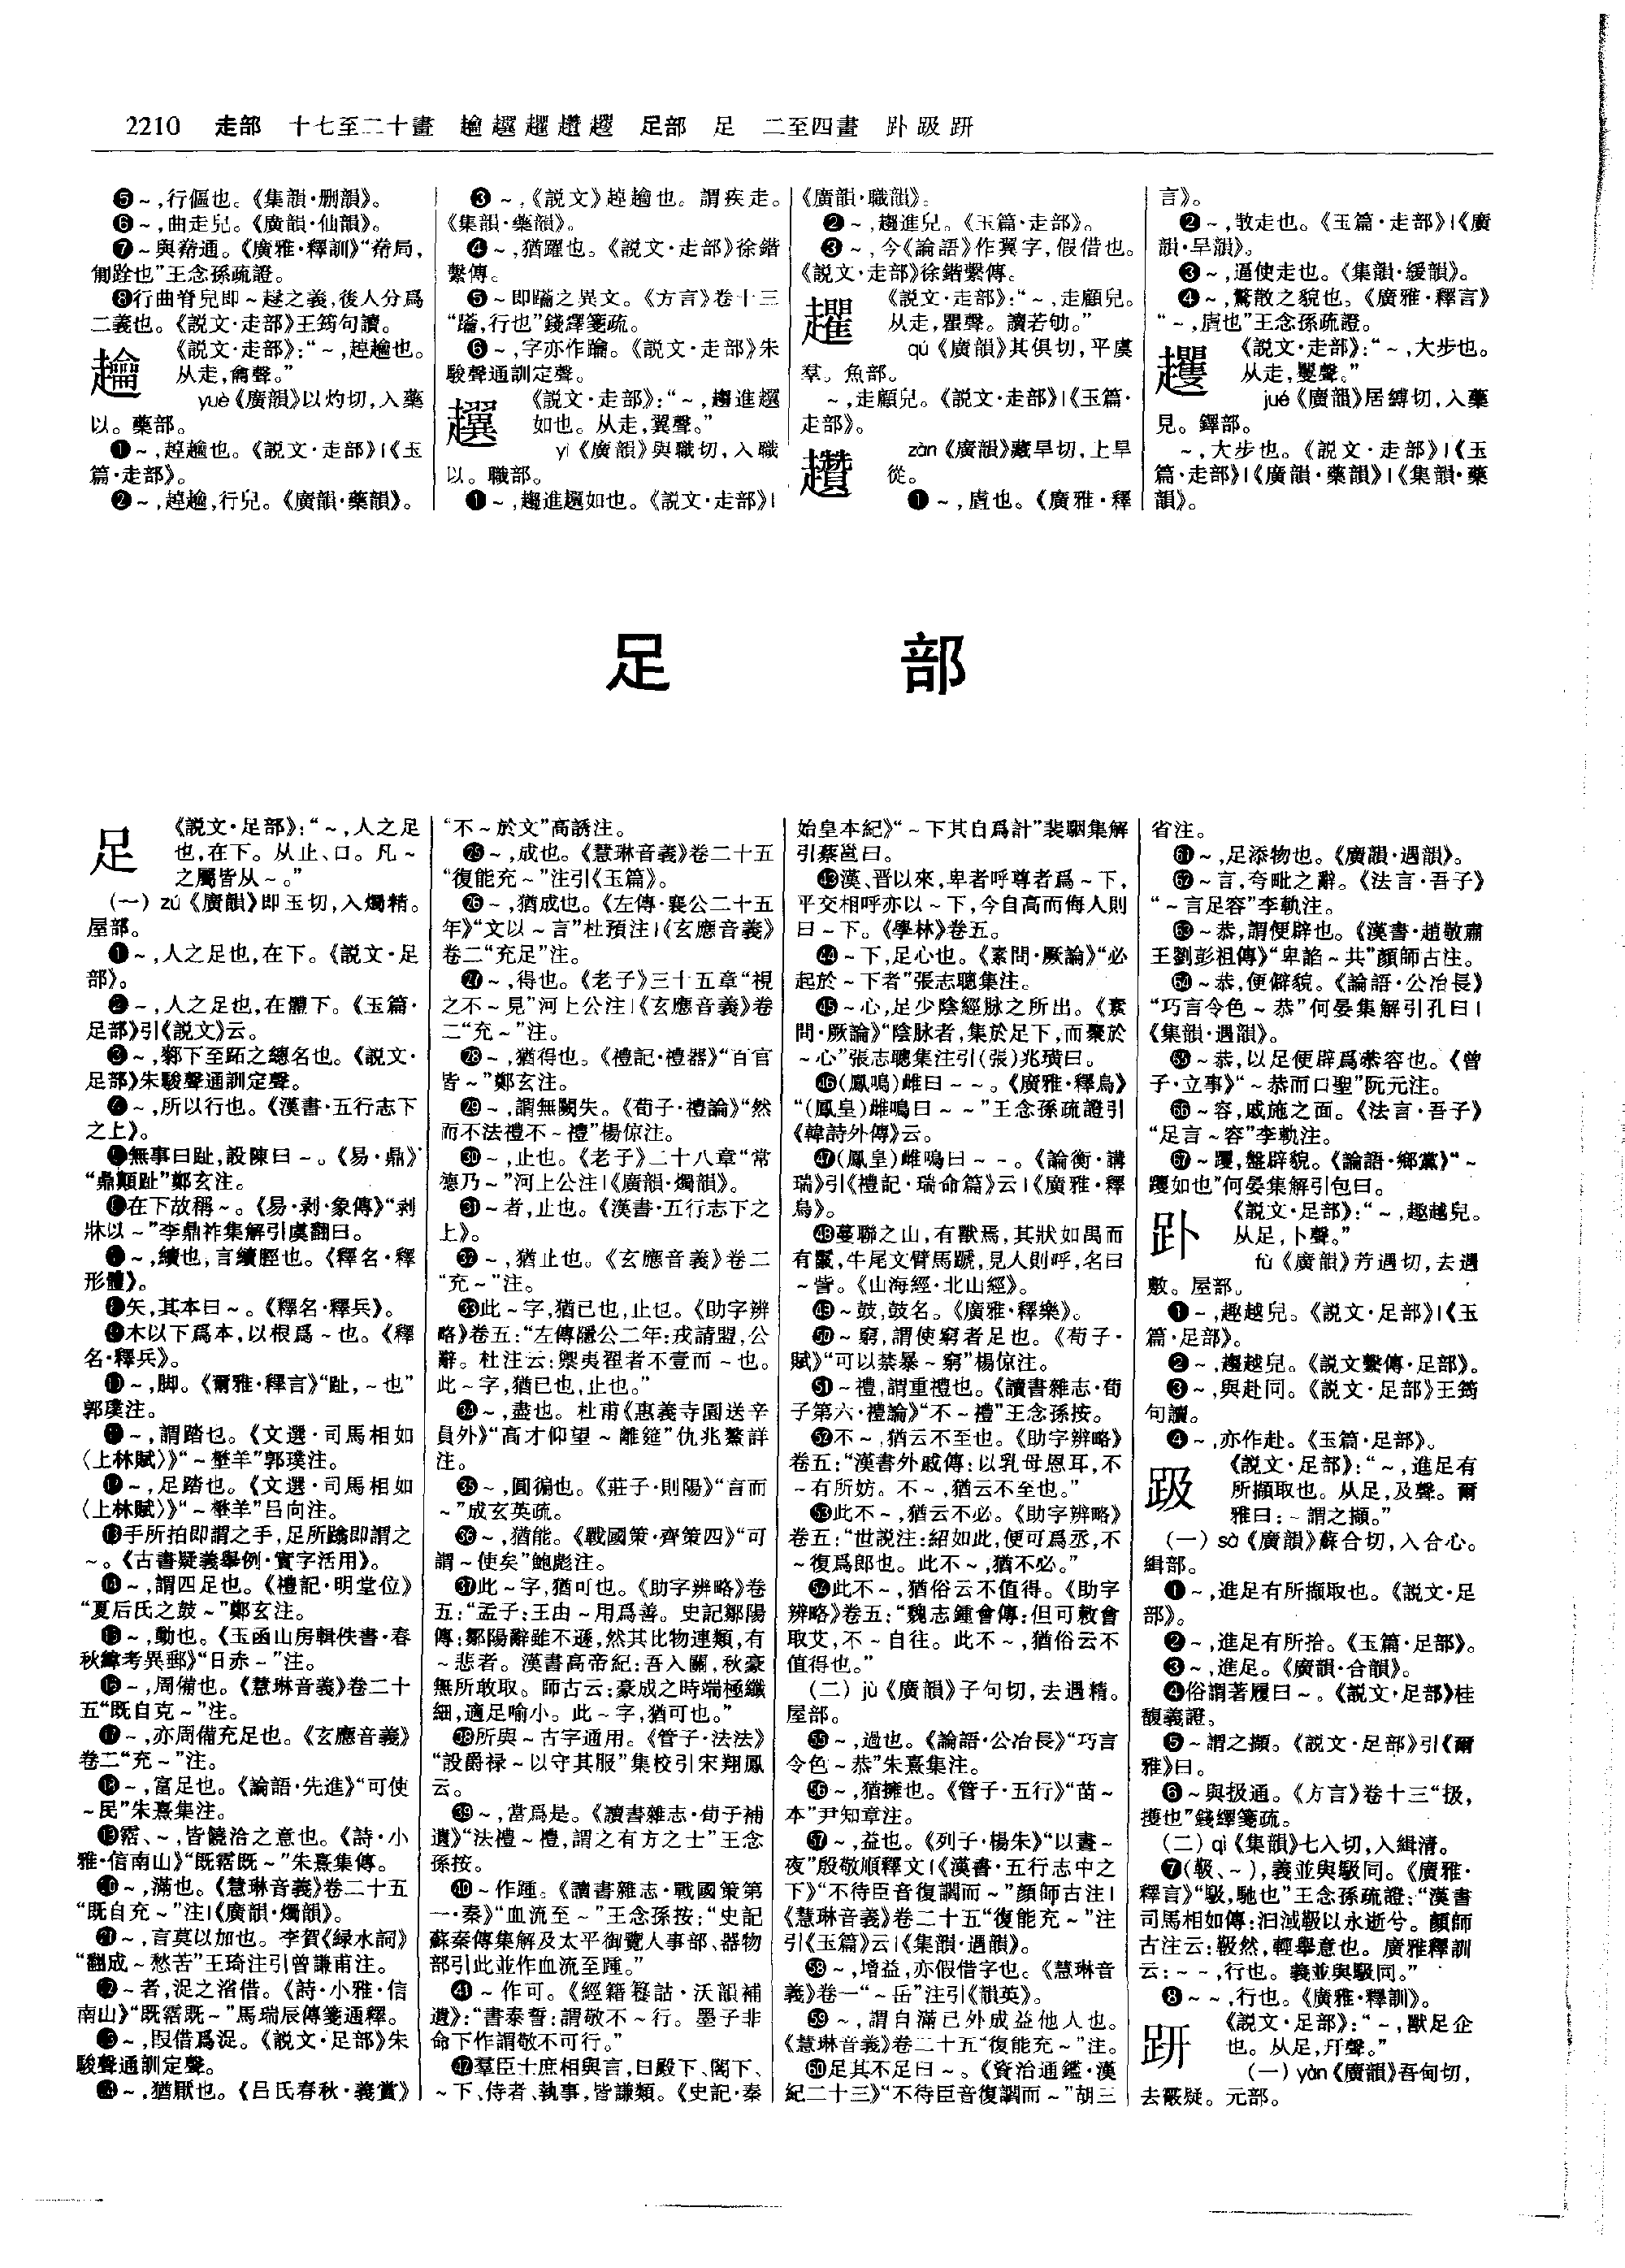 2210 走部 十七至二十畫 趯 足部 足 二至四畫 趴 趿 趼
❺～,行傴也。《集韻·刪韻》。
❻～,曲走皃。《廣韻·仙韻》。
❼～與觠通。《廣雅·釋訓》“觠局,
匍跧也”王念孫疏證。
❽行曲脊皃即～趢之義,後人分爲
二義也。《説文·走部》王筠句讀。
《説文·走部》:“～,趠䟑也。
从走,龠聲。”
yuè《廣韻》以灼切,入藥
以。藥部。
❶～,趠䟑也。《説文·走部》|《玉
篇·走部》。
❷～,趠䟑,行皃。《廣韻·藥韻》。
❸～,《説文》趠䟑也。謂疾走。
《集韻·藥韻》。
❹～,猶躍也。《説文·走部》徐鍇
繫傳。
❺～即䠯之異文。《方言》卷十三
“䠯,行也”錢繹箋疏。
❻～,字亦作踰。《説文·走部》朱
駿聲通訓定聲。
《説文·走部》:“～,趨進䟌
如也。从走,翼聲。”
yì《廣韻》與職切,入職
以。職部。
❶～,趨進䟌如也。《説文·走部》|
《廣韻·職韻》。
❷～,趨進皃。《玉篇·走部》。
❸～,今《論語》作翼字,假借也。
《説文·走部》徐鍇繫傳。
《説文·走部》:“～,走顧皃。
从走,瞿聲。讀若劬。”
qú《廣韻》其俱切,平虞
羣。魚部。
～,走顧皃。《説文·走部》|《玉篇·
走部》。
趲
zàn《廣韻》藏旱切,上旱
從。
❶～,㡿也。《廣雅·釋
言》。
❷～,散走也。《玉篇·走部》|《廣
韻·旱韻》。
❸～,逼使走也。《集韻·緩韻》。
❹～,驚散之貌也。《廣雅·釋言》
“～,㡿也”王念孫疏證。
《説文·走部》:“～,大步也。
从走,矍聲。”
jué《廣韻》居縛切,入藥
見。鐸部。
～,大步也。《説文·走部》|《玉
篇·走部》|《廣韻·藥韻》|《集韻·藥
韻》。
足 部
足
《説文·足部》:“～,人之足
也,在下。从止、口。凡～
之屬皆从～。”
(一)zú《廣韻》即玉切,入燭精。
屋部。
❶～,人之足也,在下。《説文·足
部》。
❷～,人之足也,在體下。《玉篇·
足部》引《説文》云。
❸～,厀下至跖之總名也。《説文·
足部》朱駿聲通訓定聲。
❹～,所以行也。《漢書·五行志下
之上》。
❺無事曰趾,設陳曰～。《易·鼎》
“鼎顛趾”鄭玄注。
❻在下故稱～。《易·剥·象傳》“剥
牀以～”李鼎祚集解引虞翻曰。
❼～,續也,言續脛也。《釋名·釋
形體》。
❽矢,其本曰～。《釋名·釋兵》。
❾木以下爲本,以根爲～也。《釋
名·釋兵》。
❿～,脚。《爾雅·釋言》“趾,～也”
郭璞注。
⓫～,謂踏也。《文選·司馬相如
〈上林賦〉》“～壄羊”郭璞注。
⓬～,足踏也。《文選·司馬相如
〈上林賦〉》“～壄羊”吕向注。
⓭手所拍即謂之手,足所蹹即謂之
～。《古書疑義舉例·實字活用》。
⓮～,謂四足也。《禮記·明堂位》
“夏后氏之鼓～”鄭玄注。
⓯～,動也。《玉函山房輯佚書·春
秋緯考異郵》“日赤～”注。
⓰～,周備也。《慧琳音義》卷二十
五“既自克～”注。
⓱～,亦周備充足也。《玄應音義》
卷二“充～”注。
⓲～,富足也。《論語·先進》“可使
～民”朱熹集注。
⓳霑、～,皆饒洽之意也。《詩·小
雅·信南山》“既霑既～”朱熹集傳。
⓴～,滿也。《慧琳音義》卷二十五
“既自充～”注|《廣韻·燭韻》。
㉑～,言莫以加也。李賀《緑水詞》
“翻成～愁苦”王琦注引曾謙甫注。
㉒～者,浞之渻借。《詩·小雅·信
南山》“既霑既～”馬瑞辰傳箋通釋。
㉓～,叚借爲浞。《説文·足部》朱
駿聲通訓定聲。
㉔～,猶厭也。《吕氏春秋·義賞》
“不～於文”高誘注。
㉕～,成也。《慧琳音義》卷二十五
“復能充～”注引《玉篇》。
㉖～,猶成也。《左傳·襄公二十五
年》“文以～言”杜預注|《玄應音義》
卷二“充足”注。
㉗～,得也。《老子》三十五章“視
之不～見”河上公注|《玄應音義》卷
二“充～”注。
㉘～,猶得也。《禮記·禮器》“百官
皆～”鄭玄注。
㉙～,謂無闕失。《荀子·禮論》“然
而不法禮不～禮”楊倞注。
㉚～,止也。《老子》二十八章“常
德乃～”河上公注|《廣韻·燭韻》。
㉛～者,止也。《漢書·五行志下之
上》。
㉜～,猶止也。《玄應音義》卷二
“充～”注。
㉝此～字,猶已也,止也。《助字辨
略》卷五:“左傳隱公二年:戎請盟,公
辭。杜注云:禦夷狄者不壹而～也。
此～字,猶已也,止也。”
㉞～,盡也。杜甫《惠義寺園送辛
員外》“高才仰望～離筵”仇兆鰲詳
注。
㉟～,圓徧也。《莊子·則陽》“言而
～”成玄英疏。
㊱～,猶能。《戰國策·齊策四》“可
謂～使矣”鮑彪注。
㊲此～字,猶可也。《助字辨略》卷
五:“孟子:王由～用爲善。史記鄒陽
傳:鄒陽辭雖不遜,然其比物連類,有
～悲者。漢書高帝紀:吾入關,秋豪
無所敢取。師古云:豪成之時端極纖
細,適足喻小。此～字,猶可也。”
㊳所與～古字通用。《管子·法法》
“設爵禄～以守其服”集校引宋翔鳳
云。
㊴～,當爲是。《讀書雜志·荀子補
遺》“法禮～禮,謂之有方之士”王念
孫按。
㊵～作踵。《讀書雜志·戰國策第
一·秦》“血流至～”王念孫按:“史記
蘇秦傳集解及太平御覽人事部、器物
部引此並作血流至踵。”
㊶～作可。《經籍籑詁·沃韻補
遺》:“書泰誓:謂敬不～行。墨子非
命下作謂敬不可行。”
㊷羣臣士庶相與言,曰殿下、閣下、
～下、侍者、執事,皆謙類。《史記·秦
始皇本紀》“～下其自爲計”裴駰集解
引蔡邕曰。
㊸漢、晉以來,卑者呼尊者爲～下,
平交相呼亦以～下,今自高而侮人則
曰～下。《學林》卷五。
㊹～下,足心也。《素問·厥論》“必
起於～下者”張志聰集注。
㊺～心,足少陰經脉之所出。《素
問·厥論》“陰脉者,集於足下,而聚於
～心”張志聰集注引(張)兆璜曰。
㊻(鳳鳴)雌曰～～。《廣雅·釋鳥》
“(鳳皇)雌鳴曰～～”王念孫疏證引
《韓詩外傳》云。
㊼(鳳皇)雌鳴曰～～。《論衡·講
瑞》引《禮記·瑞命篇》云|《廣雅·釋
鳥》。
㊽蔓聯之山,有獸焉,其狀如禺而
有鬣,牛尾文臂馬蹏,見人則呼,名曰
～訾。《山海經·北山經》。
㊾～鼓,鼓名。《廣雅·釋樂》。
㊿～窮,謂使窮者足也。《荀子·
賦》“可以禁暴～窮”楊倞注。
51～禮,謂重禮也。《讀書雜志·荀
子第六·禮論》“不～禮”王念孫按。
52不～,猶云不至也。《助字辨略》
卷五:“漢書外戚傳:以乳母恩耳,不
～有所妨。不～,猶云不至也。”
53此不～,猶云不必。《助字辨略》
卷五:“世説注:紹如此,便可爲丞,不
～復爲郎也。此不～,猶不必。”
54此不～,猶俗云不值得。《助字
辨略》卷五:“魏志鍾會傳:但可敕會
取艾,不～自往。此不～,猶俗云不
值得也。”
(二)jù《廣韻》子句切,去遇精。
屋部。
55～,過也。《論語·公冶長》“巧言
令色～恭”朱熹集注。
56～,猶擁也。《管子·五行》“苗～
本”尹知章注。
57～,益也。《列子·楊朱》“以晝～
夜”殷敬順釋文|《漢書·五行志中之
下》“不待臣音復讇而～”顔師古注|
《慧琳音義》卷二十五“復能充～”注
引《玉篇》云|《集韻·遇韻》。
58～,增益,亦假借字也。《慧琳音
義》卷一“～岳”注引《韻英》。
59～,謂自滿已外成益他人也。
《慧琳音義》卷二十五“復能充～”注。
60足其不足曰～。《資治通鑑·漢
紀二十三》“不待臣音復讇而～”胡三
省注。
61～,足添物也。《廣韻·遇韻》。
62～言,夸毗之辭。《法言·吾子》
“～言足容”李軌注。
63～恭,謂便辟也。《漢書·趙敬肅
王劉彭祖傳》“卑諂～共”顔師古注。
64～恭,便僻貌。《論語·公冶長》
“巧言令色～恭”何晏集解引孔曰|
《集韻·遇韻》。
65～恭,以足便辟爲恭容也。《曾
子·立事》“～恭而口聖”阮元注。
66～容,戚施之面。《法言·吾子》
“足言～容”李軌注。
67～躩,盤辟貌。《論語·鄉黨》“～
躩如也”何晏集解引包曰。
䟔
《説文·足部》:“～,趣越皃。
从足,卜聲。”
fù《廣韻》芳遇切,去遇
敷。屋部。
❶～,趣越皃。《説文·足部》|《玉
篇·足部》。
❷～,趨越皃。《説文繫傳·足部》。
❸～,與赴同。《説文·足部》王筠
句讀。
❹～,亦作赴。《玉篇·足部》。
趿
《説文·足部》:“～,進足有
所擷取也。从足,及聲。爾
雅曰:～謂之擷。”
(一)sà《廣韻》蘇合切,入合心。
緝部。
❶～,進足有所擷取也。《説文·足
部》。
❷～,進足有所拾。《玉篇·足部》。
❸～,進足。《廣韻·合韻》。
❹俗謂著履曰～。《説文·足部》桂
馥義證。
❺～謂之擷。《説文·足部》引《爾
雅》曰。
❻～與扱通。《方言》卷十三“扱,
擭也”錢繹箋疏。
(二)qì《集韻》七入切,入緝清。
❼(靸、～),義並與馺同。《廣雅·
釋言》“馺,馳也”王念孫疏證:“漢書
司馬相如傳:汩淢靸以永逝兮。顔師
古注云:靸然,輕舉意也。廣雅釋訓
云:～～,行也。義並與馺同。”
❽～～,行也。《廣雅·釋訓》。
趼
《説文·足部》:“～,獸足企
也。从足,幵聲。”
(一)yàn《廣韻》吾甸切,
去霰疑。元部。